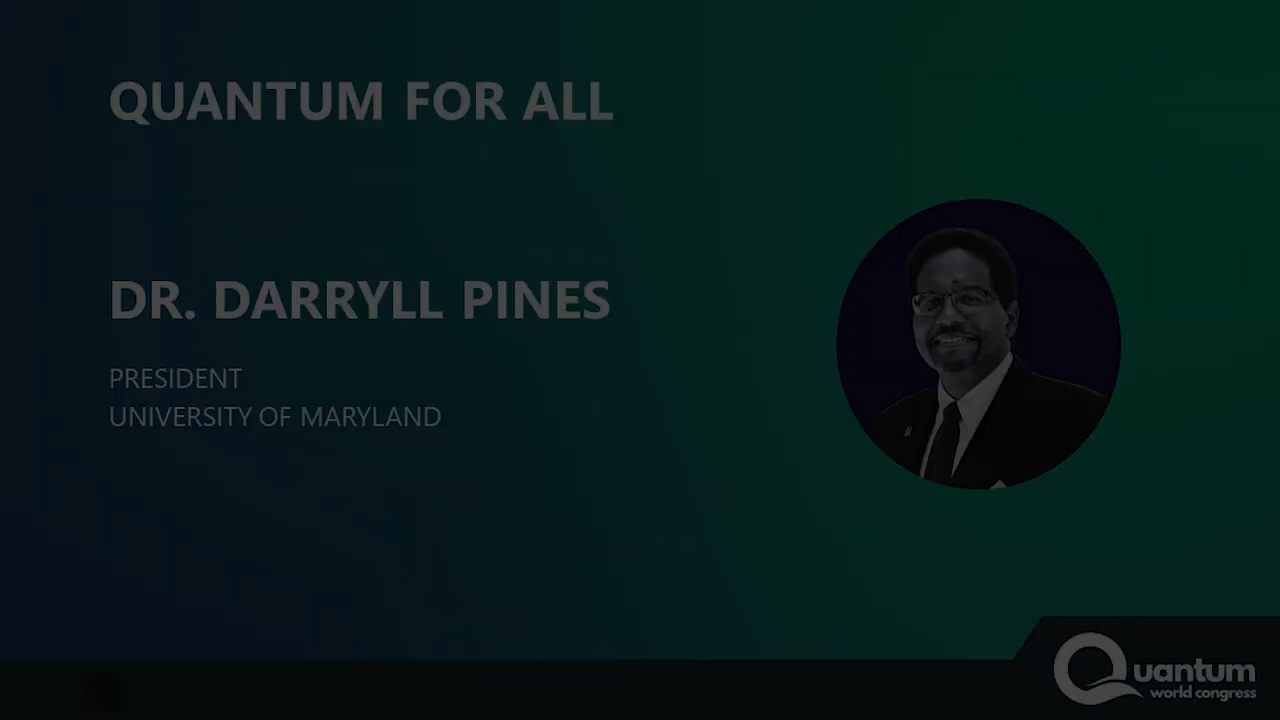 QUANTUM FOR ALL
DR. DARRYLL PINES
PRESIDENT
UNIVERSITY OF MARYLAND
Quantum
world congress